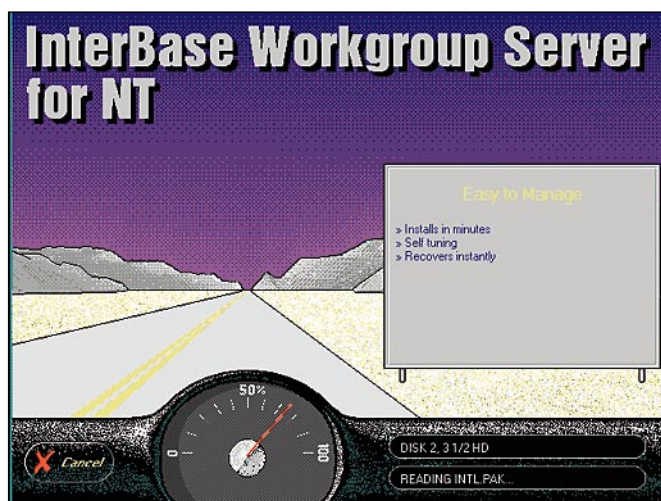 InterBase Workgroup Server
for NT
Easy to Manage
» Installs in minutes
» Self tuning
» Recovers instantly
50%
0
100
Cancel
DISK 2, 3 1/2 HD
READING INTL.PAK...